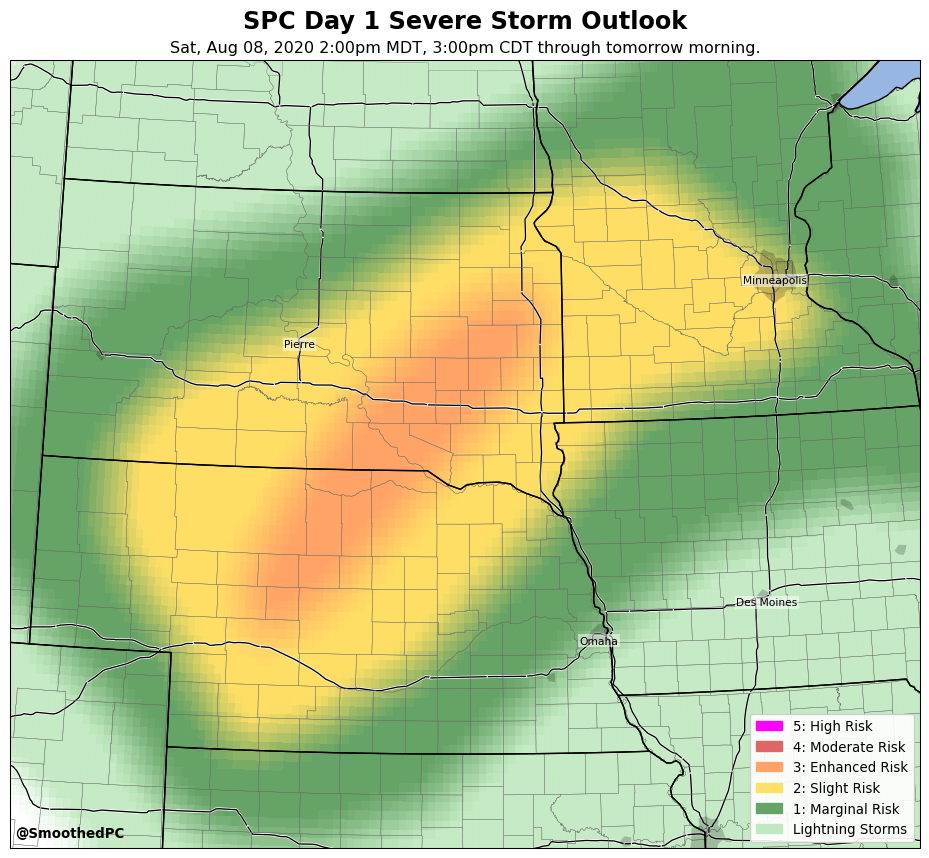 SPC Day 1 Severe Storm Outlook
Sat, Aug 08, 2020 2:00pm MDT, 3:00pm CDT through tomorrow morning.
Minneapolis
Pierre
Des Moines
Omaha
5: High Risk
4: Moderate Risk
3: Enhanced Risk
2: Slight Risk
1: Marginal Risk
Lightning Storms
@SmoothedPC